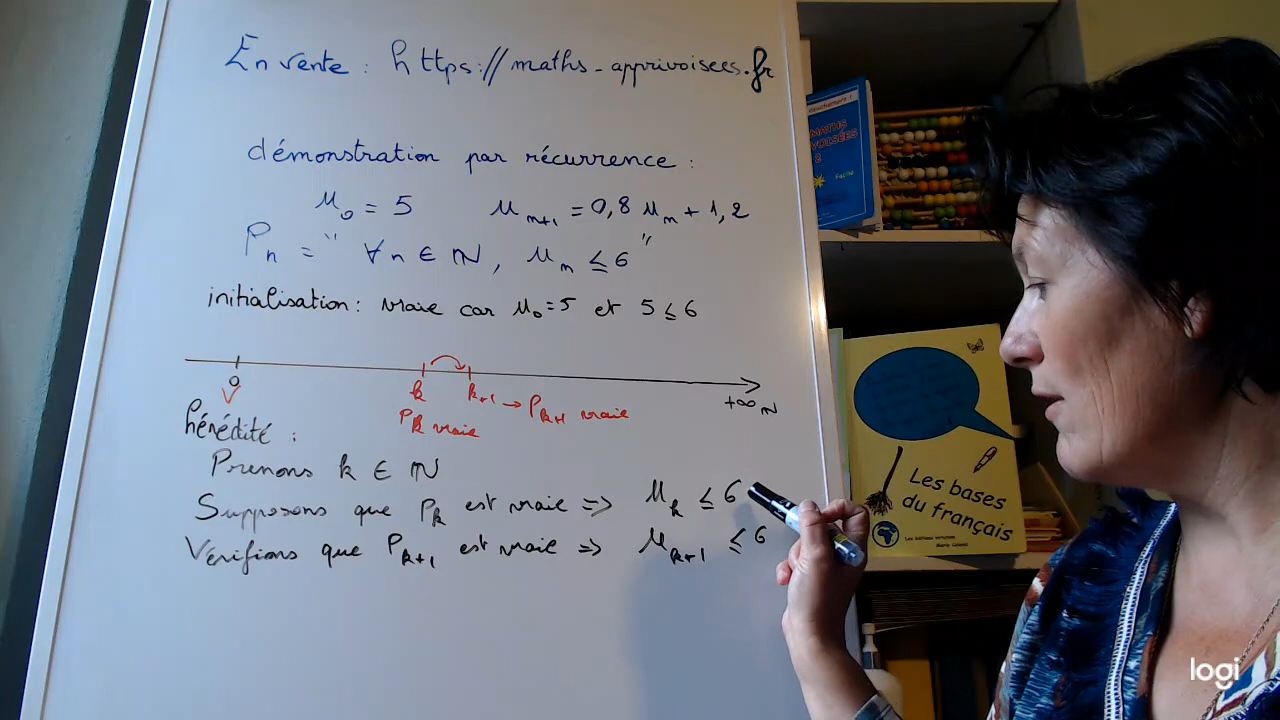 En vente : https://maths-apprivoisees.fr
démonstration par récurrence :
u₀ = 5 uₙ₊₁ = 0,8 uₙ + 1,2
Pₙ = " ∀ n ∈ ℕ, uₙ ≤ 6 "
initialisation : vraie car u₀ = 5 et 5 ≤ 6
0 k k+1 → Pₖ₊₁ vraie +∞ ℕ
Pₖ vraie
hérédité :
Prenons k ∈ ℕ
Supposons que Pₖ est vraie => uₖ ≤ 6
Vérifions que Pₖ₊₁ est vraie => uₖ₊₁ ≤ 6
MATHS
2
Facile
Les bases
du français
logi